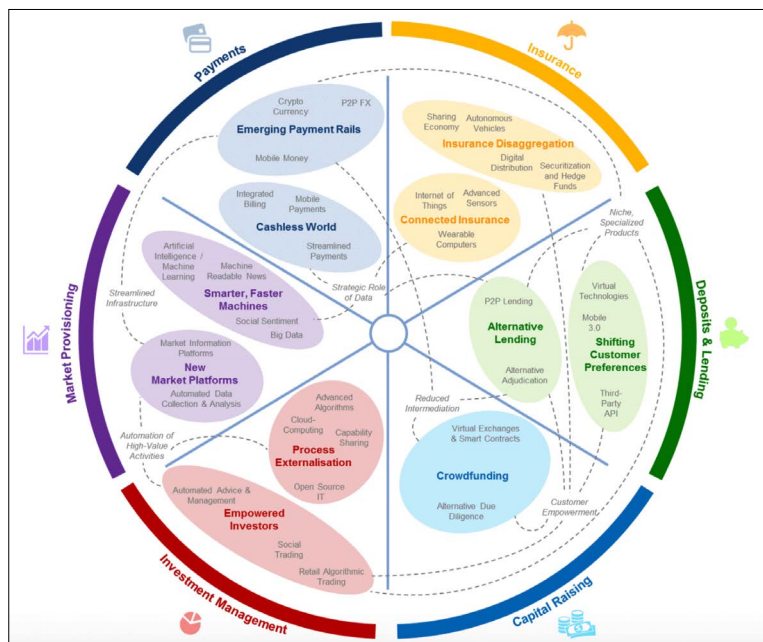 Payments
Insurance
Deposits & Lending
Capital Raising
Investment Management
Market Provisioning
Crypto
Currency
P2P FX
Emerging Payment Rails
Mobile Money
Integrated
Billing
Mobile
Payments
Cashless World
Streamlined
Payments
Sharing
Economy
Autonomous
Vehicles
Insurance Disaggregation
Digital
Distribution
Securitization
and Hedge
Funds
Internet of
Things
Advanced
Sensors
Connected Insurance
Wearable
Computers
Niche,
Specialized
Products
Artificial
Intelligence /
Machine
Learning
Machine
Readable News
Smarter, Faster
Machines
Social Sentiment
Big Data
Strategic Role
of Data
Streamlined
Infrastructure
P2P Lending
Alternative
Lending
Alternative
Adjudication
Virtual
Technologies
Mobile
3.0
Shifting
Customer
Preferences
Third-
Party
API
Market Information
Platforms
New
Market Platforms
Automated Data
Collection & Analysis
Automation of
High-Value
Activities
Advanced
Algorithms
Cloud-
Computing
Capability
Sharing
Process
Externalisation
Open Source
IT
Reduced
Intermediation
Virtual Exchanges
& Smart Contracts
Crowdfunding
Alternative Due
Diligence
Customer
Empowerment
Automated Advice &
Management
Empowered
Investors
Social
Trading
Retail Algorithmic
Trading